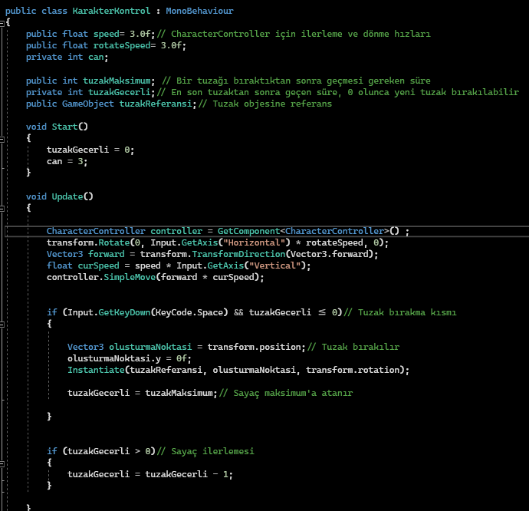 public class KarakterKontrol : MonoBehaviour
{
public float speed= 3.0f;// CharacterController için ilerleme ve dönme hızları
public float rotateSpeed= 3.0f;
private int can;
public int tuzakMaksimum; // Bir tuzağı bıraktıktan sonra geçmesi gereken süre
private int tuzakGecerli;// En son tuzaktan sonra geçen süre, 0 olunca yeni tuzak bırakılabilir
public GameObject tuzakReferansi;// Tuzak objesine referans
void Start()
{
tuzakGecerli = 0;
can = 3;
}
void Update()
{
CharacterController controller = GetComponent<CharacterController>() ;
transform.Rotate(0, Input.GetAxis("Horizontal") * rotateSpeed, 0);
Vector3 forward = transform.TransformDirection(Vector3.forward);
float curSpeed = speed * Input.GetAxis("Vertical");
controller.SimpleMove(forward * curSpeed);
if (Input.GetKeyDown(KeyCode.Space) && tuzakGecerli ≤ 0)// Tuzak bırakma kısmı
{
Vector3 olusturmaNoktasi = transform.position;// Tuzak bırakılır
olusturmaNoktasi.y = 0f;
Instantiate(tuzakReferansi, olusturmaNoktasi, transform.rotation);
tuzakGecerli = tuzakMaksimum;// Sayaç maksimum'a atanır
}
if (tuzakGecerli > 0)// Sayaç ilerlemesi
{
tuzakGecerli = tuzakGecerli - 1;
}
}